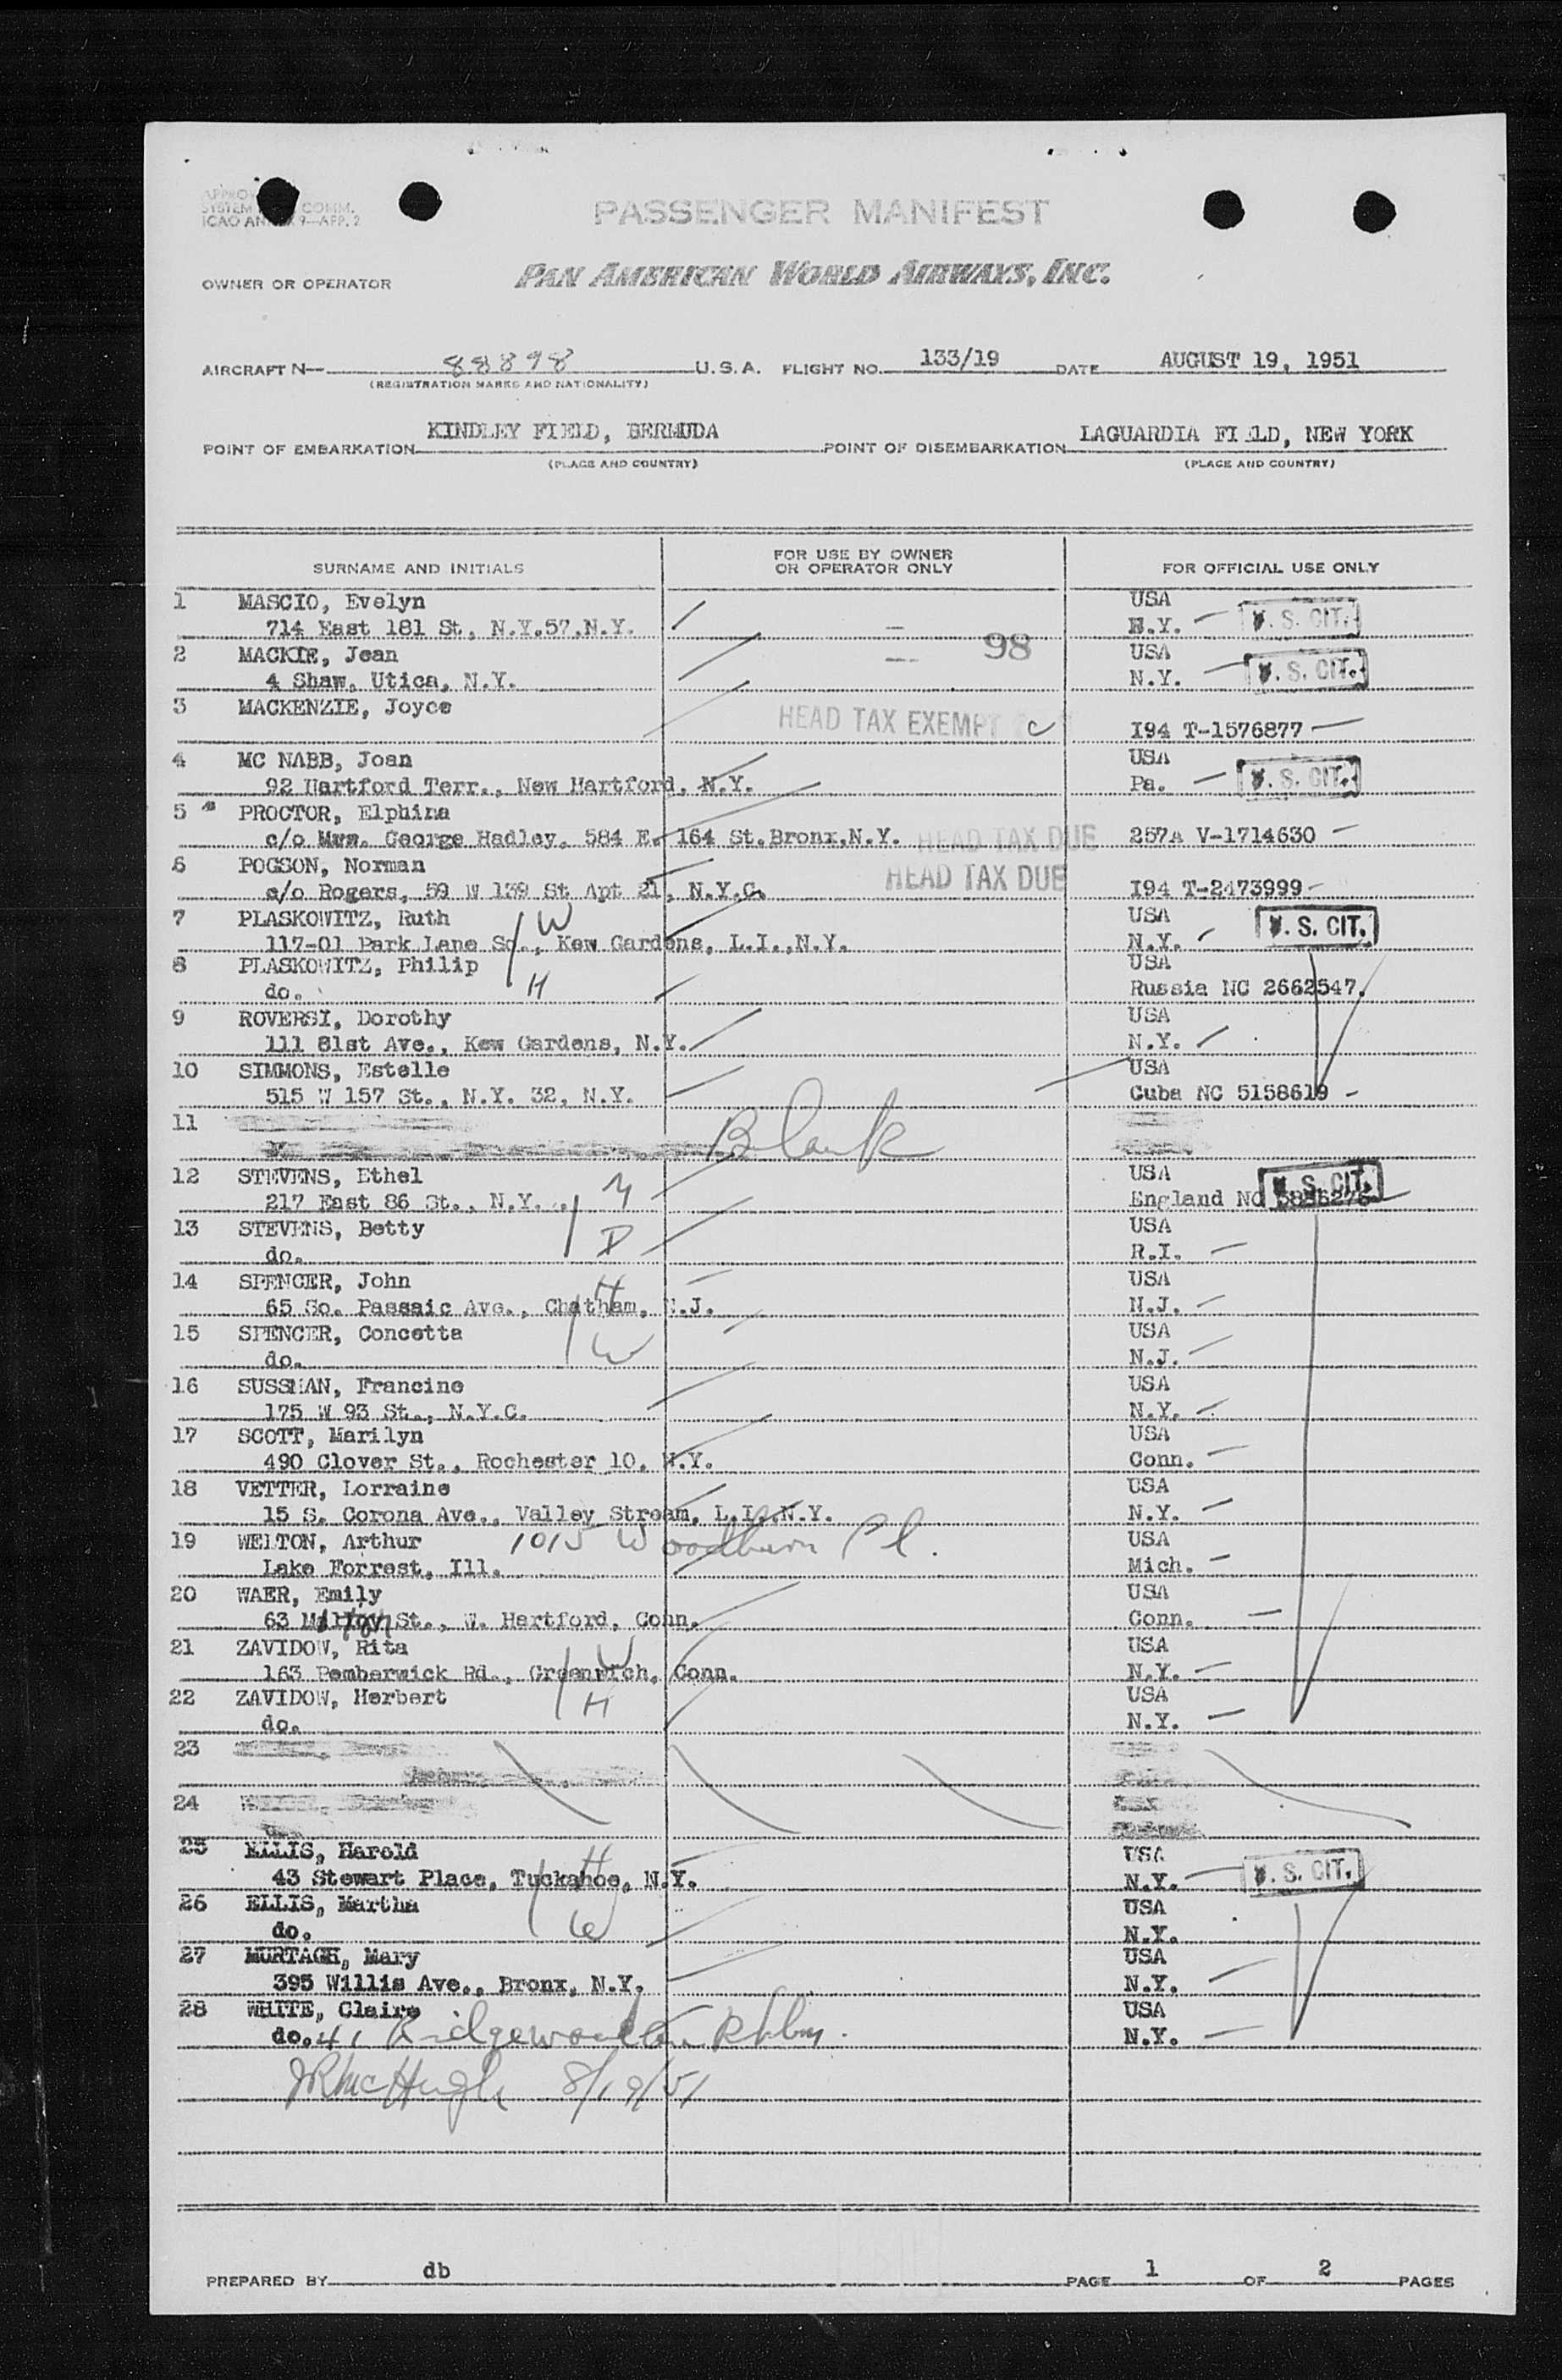 SYSTEM COMM.
ICAO ANNEX 9—APP. 2
PASSENGER MANIFEST
OWNER OR OPERATOR PAN AMERICAN WORLD AIRWAYS, INC.
AIRCRAFT N— 88898 U.S.A. FLIGHT NO. 133/19 DATE AUGUST 19, 1951
(REGISTRATION MARKS AND NATIONALITY)
POINT OF EMBARKATION KINDLEY FIELD, BERMUDA POINT OF DISEMBARKATION LAGUARDIA FIELD, NEW YORK
(PLACE AND COUNTRY) (PLACE AND COUNTRY)
SURNAME AND INITIALS FOR USE BY OWNER OR OPERATOR ONLY FOR OFFICIAL USE ONLY
1 MASCIO, Evelyn USA
714 East 181 St, N.Y.57,N.Y. — N.Y. — U. S. CIT.
2 MACKIE, Jean — 98 USA
4 Shaw, Utica, N.Y. N.Y. — U. S. CIT.
3 MACKENZIE, Joyce
HEAD TAX EXEMPT C I94 T-1576877 —
4 MC NABB, Joan USA
92 Hartford Terr., New Hartford, N.Y. Pa. — U. S. CIT.
5 PROCTOR, Elphina
c/o Mrs. George Hadley, 584 E. 164 St.Bronx,N.Y. HEAD TAX DUE 257A V-1714630 —
6 POGSON, Norman HEAD TAX DUE
c/o Rogers, 59 W 139 St Apt 21, N.Y.C. I94 T-2473999 -
7 PLASKOWITZ, Ruth W USA
117-01 Park Lane So., Kew Gardens, L.I.,N.Y. N.Y. U. S. CIT.
8 PLASKOWITZ, Philip USA
do. H Russia NC 2662547.
9 ROVERSI, Dorothy USA
111 81st Ave., Kew Gardens, N.Y. N.Y.
10 SIMMONS, Estelle USA
515 W 157 St., N.Y. 32, N.Y. Cuba NC 5158619 -
11
Blank
12 STEVENS, Ethel M USA
217 East 86 St., N.Y. England NC U. S. CIT.
13 STEVENS, Betty D USA
do. R.I. —
14 SPENCER, John H USA
65 So. Passaic Ave., Chatham, N.J. N.J. —
15 SPENCER, Concetta W USA
do. N.J.
16 SUSSMAN, Francine USA
175 W 93 St., N.Y.C. N.Y. —
17 SCOTT, Marilyn USA
490 Clover St., Rochester 10, N.Y. Conn. —
18 VETTER, Lorraine USA
15 S. Corona Ave., Valley Stream, L.I.,N.Y. N.Y. —
19 WELTON, Arthur 1015 Woodburn Pl. USA
Lake Forrest, Ill. Mich. —
20 WAER, Emily USA
63 St., W. Hartford, Conn. Conn. —
21 ZAVIDOW, Rita W USA
163 Pemberwick Rd., Greenwich, Conn. N.Y. —
22 ZAVIDOW, Herbert H USA
do. N.Y. —
23
24
25 ELLIS, Harold H USA
43 Stewart Place, Tuckahoe, N.Y. N.Y. — U. S. CIT.
26 ELLIS, Martha USA
do. W N.Y.
27 MURTAGH, Mary USA
395 Willis Ave., Bronx, N.Y. N.Y. —
28 WHITE, Claire USA
do. 41 Ridgewood N.Y. —
JR McHugh 8/19/51
PREPARED BY db PAGE 1 OF 2 PAGES